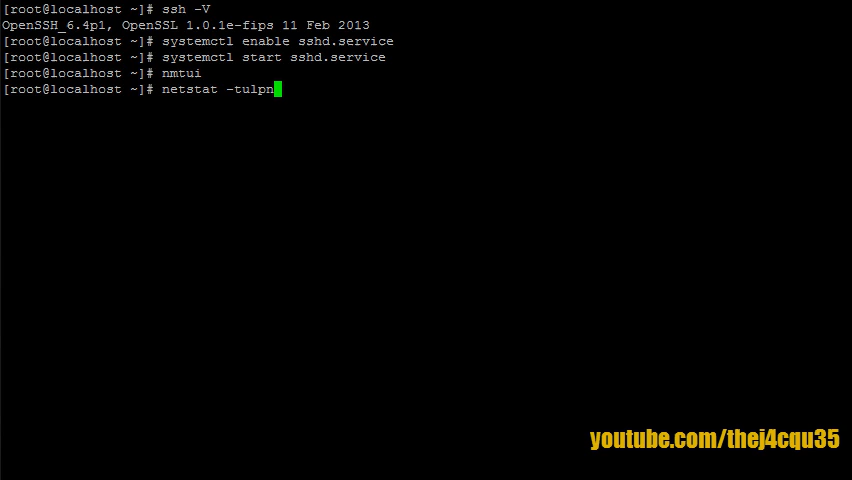 [root@localhost ~]# ssh -V
OpenSSH_6.4p1, OpenSSL 1.0.1e-fips 11 Feb 2013
[root@localhost ~]# systemctl enable sshd.service
[root@localhost ~]# systemctl start sshd.service
[root@localhost ~]# nmtui
[root@localhost ~]# netstat -tulpn
youtube.com/thej4cqu35